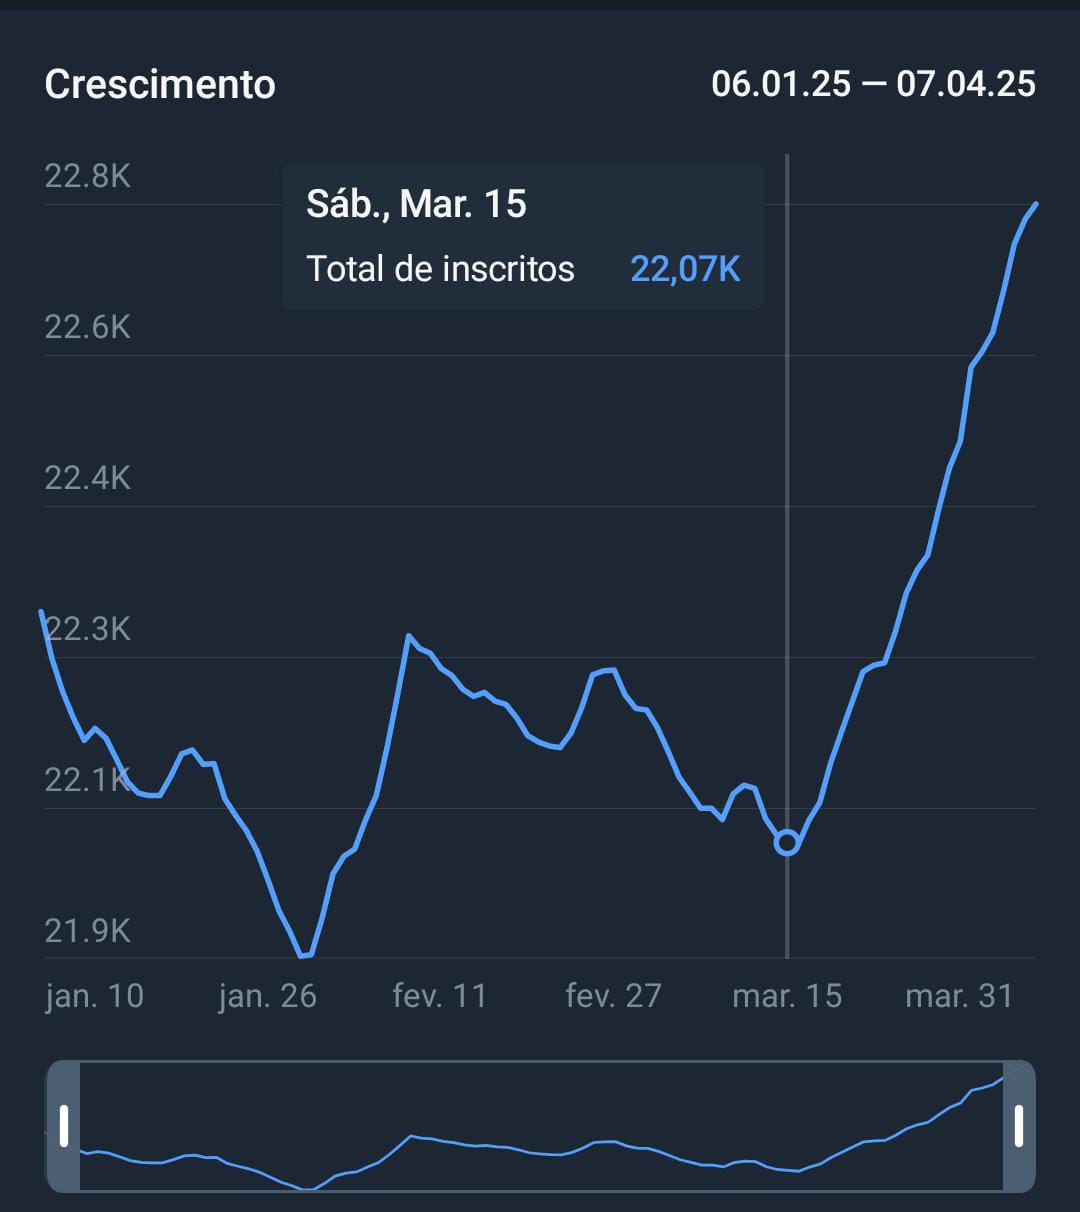 Crescimento
06.01.25 — 07.04.25
22.8K
Sáb., Mar. 15
Total de inscritos 22,07K
22.6K
22.4K
22.3K
22.1K
21.9K
jan. 10 jan. 26 fev. 11 fev. 27 mar. 15 mar. 31